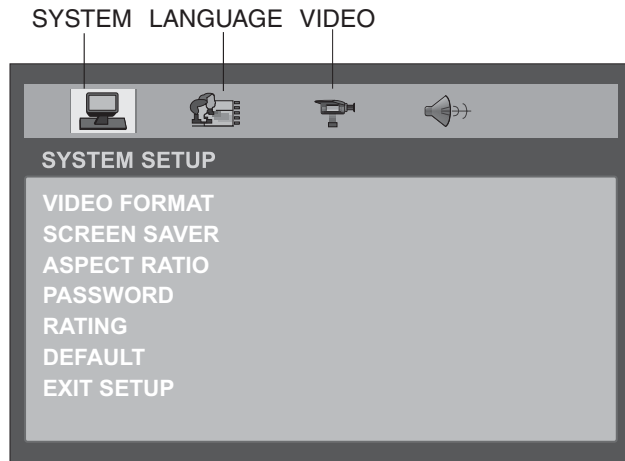 SYSTEM LANGUAGE VIDEO
SYSTEM SETUP
VIDEO FORMAT
SCREEN SAVER
ASPECT RATIO
PASSWORD
RATING
DEFAULT
EXIT SETUP